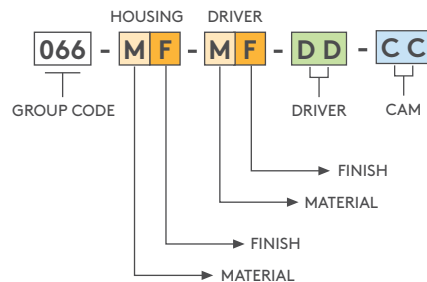 HOUSING DRIVER
066 - M F - M F - D D - C C
GROUP CODE DRIVER CAM
FINISH
MATERIAL
FINISH
MATERIAL